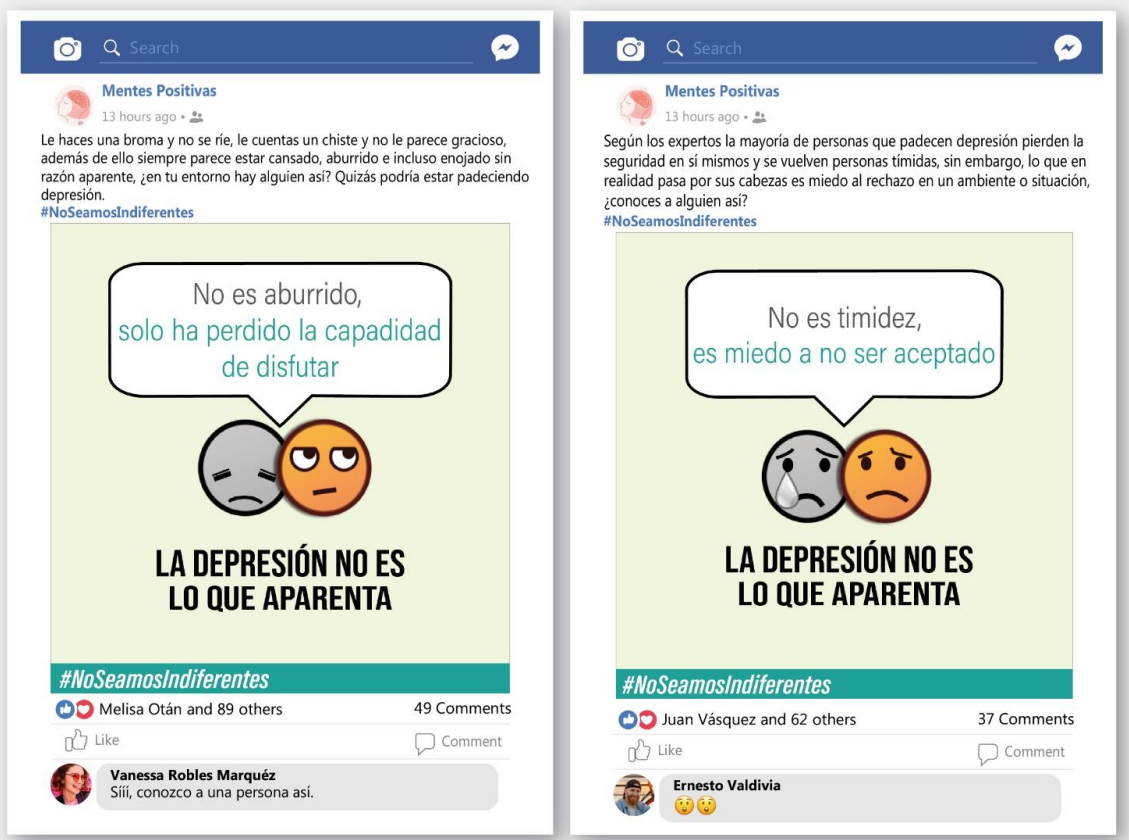 Search
Mentes Positivas
13 hours ago •
Le haces una broma y no se ríe, le cuentas un chiste y no le parece gracioso,
además de ello siempre parece estar cansado, aburrido e incluso enojado sin
razón aparente, ¿en tu entorno hay alguien así? Quizás podría estar padeciendo
depresión.
#NoSeamosIndiferentes
No es aburrido,
solo ha perdido la capadidad
de disfutar
LA DEPRESIÓN NO ES
LO QUE APARENTA
#NoSeamosIndiferentes
Melisa Otán and 89 others
49 Comments
Like
Comment
Vanessa Robles Marquéz
Sííí, conozco a una persona así.
Search
Mentes Positivas
13 hours ago •
Según los expertos la mayoría de personas que padecen depresión pierden la
seguridad en sí mismos y se vuelven personas tímidas, sin embargo, lo que en
realidad pasa por sus cabezas es miedo al rechazo en un ambiente o situación,
¿conoces a alguien así?
#NoSeamosIndiferentes
No es timidez,
es miedo a no ser aceptado
LA DEPRESIÓN NO ES
LO QUE APARENTA
#NoSeamosIndiferentes
Juan Vásquez and 62 others
37 Comments
Like
Comment
Ernesto Valdivia